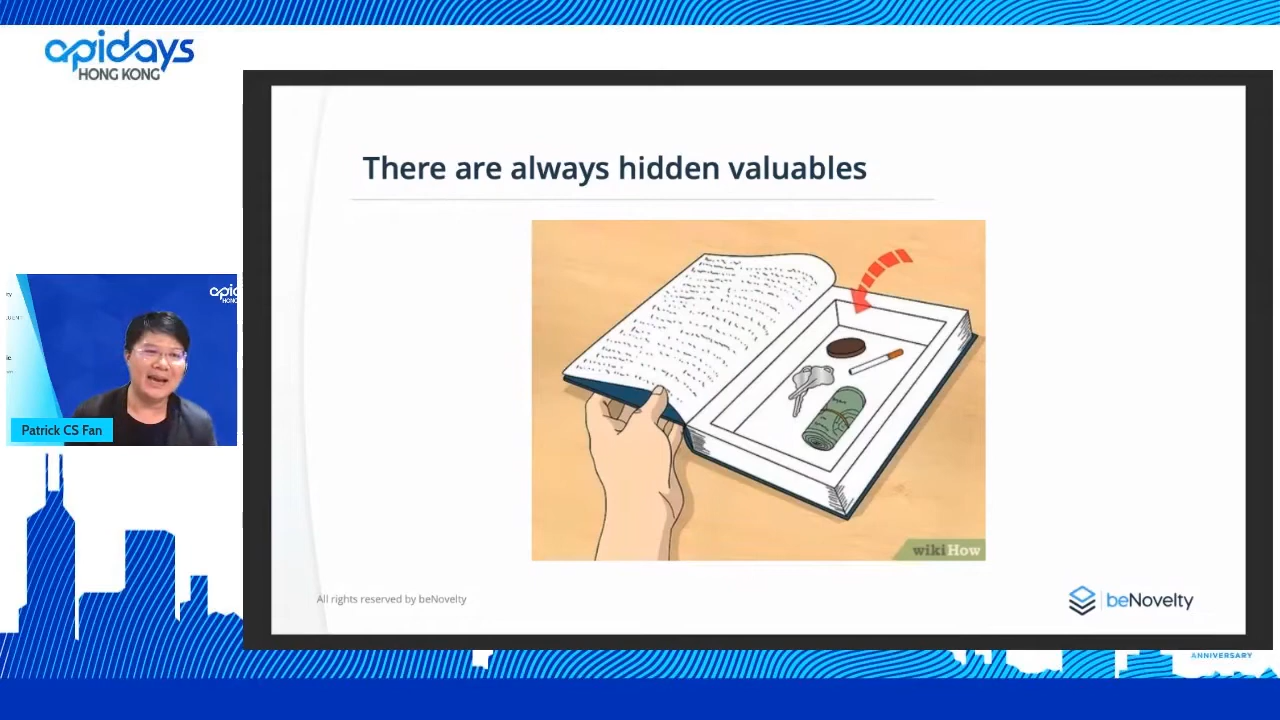 apidays
HONG KONG
There are always hidden valuables
wikiHow
Patrick CS Fan
All rights reserved by beNovelty
beNovelty
ANNIVERSARY